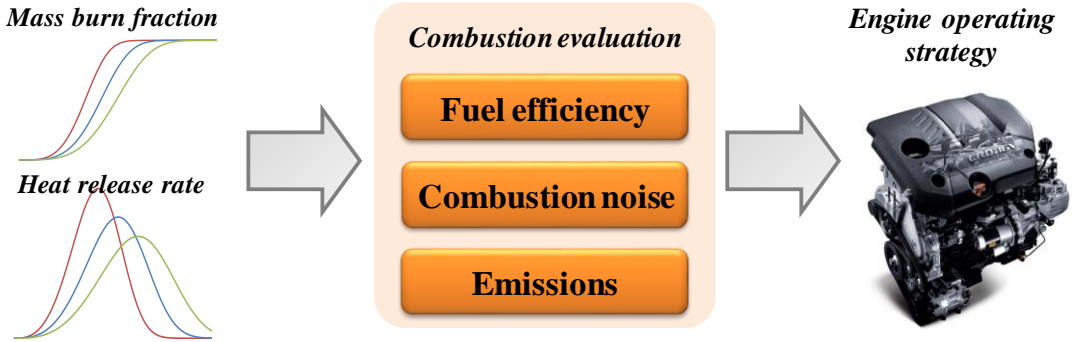 Mass burn fraction
Heat release rate
Combustion evaluation
Fuel efficiency
Combustion noise
Emissions
Engine operating
strategy